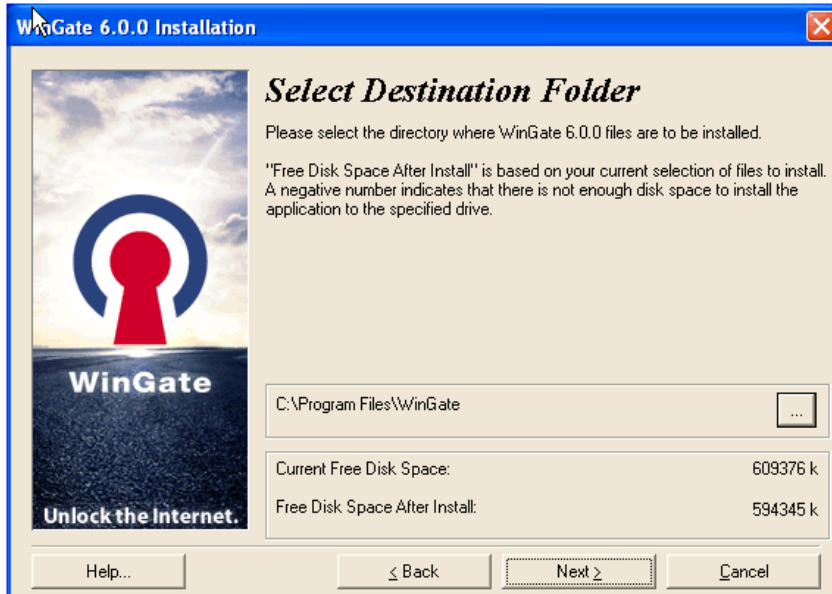 WinGate 6.0.0 Installation
Select Destination Folder
Please select the directory where WinGate 6.0.0 files are to be installed.
"Free Disk Space After Install" is based on your current selection of files to install.
A negative number indicates that there is not enough disk space to install the
application to the specified drive.
WinGate
Unlock the Internet.
C:\Program Files\WinGate
...
Current Free Disk Space: 609376 k
Free Disk Space After Install: 594345 k
Help...
< Back
Next >
Cancel